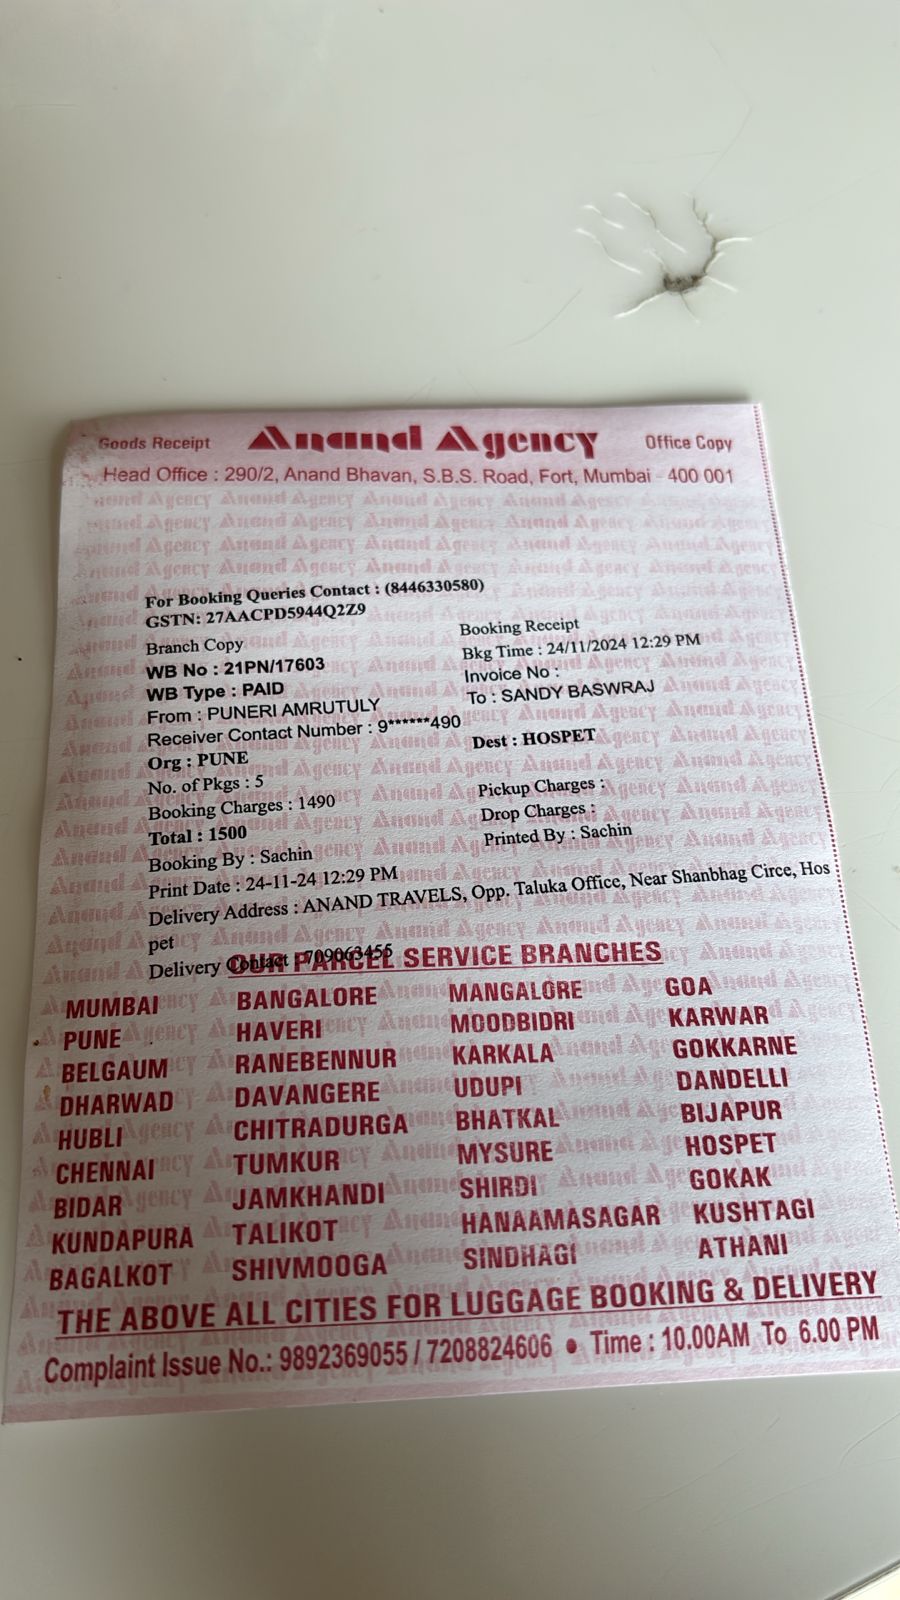 Goods Receipt Anand Agency Office Copy
Head Office : 290/2, Anand Bhavan, S.B.S. Road, Fort, Mumbai - 400 001
For Booking Queries Contact : (8446330580)
GSTN: 27AACPD5944Q2Z9
Branch Copy Booking Receipt
WB No : 21PN/17603 Bkg Time : 24/11/2024 12:29 PM
WB Type : PAID Invoice No :
From : PUNERI AMRUTULY To : SANDY BASWRAJ
Receiver Contact Number : 9******490
Org : PUNE Dest : HOSPET
No. of Pkgs : 5
Booking Charges : 1490 Pickup Charges :
Total : 1500 Drop Charges :
Booking By : Sachin Printed By : Sachin
Print Date : 24-11-24 12:29 PM
Delivery Address : ANAND TRAVELS, Opp. Taluka Office, Near Shanbhag Circe, Hos
pet
Delivery Contact : 709063455
OUR PARCEL SERVICE BRANCHES
MUMBAI BANGALORE MANGALORE GOA
PUNE HAVERI MOODBIDRI KARWAR
BELGAUM RANEBENNUR KARKALA GOKKARNE
DHARWAD DAVANGERE UDUPI DANDELLI
HUBLI CHITRADURGA BHATKAL BIJAPUR
CHENNAI TUMKUR MYSURE HOSPET
BIDAR JAMKHANDI SHIRDI GOKAK
KUNDAPURA TALIKOT HANAAMASAGAR KUSHTAGI
BAGALKOT SHIVMOOGA SINDHAGI ATHANI
THE ABOVE ALL CITIES FOR LUGGAGE BOOKING & DELIVERY
Complaint Issue No.: 9892369055 / 7208824606 ● Time : 10.00AM To 6.00 PM